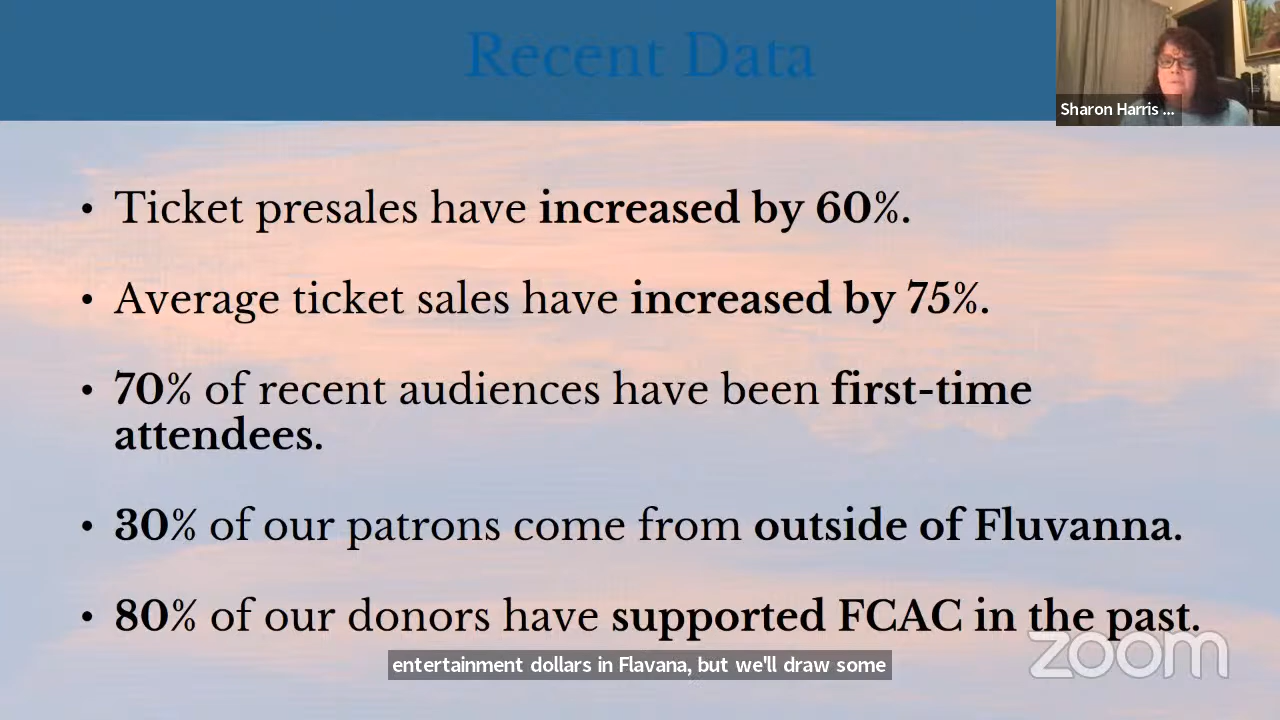 Recent Data
Sharon Harris ...
• Ticket presales have increased by 60%.
• Average ticket sales have increased by 75%.
• 70% of recent audiences have been first-time
attendees.
• 30% of our patrons come from outside of Fluvanna.
• 80% of our donors have supported FCAC in the past.
entertainment dollars in Flavana, but we'll draw some
zoom